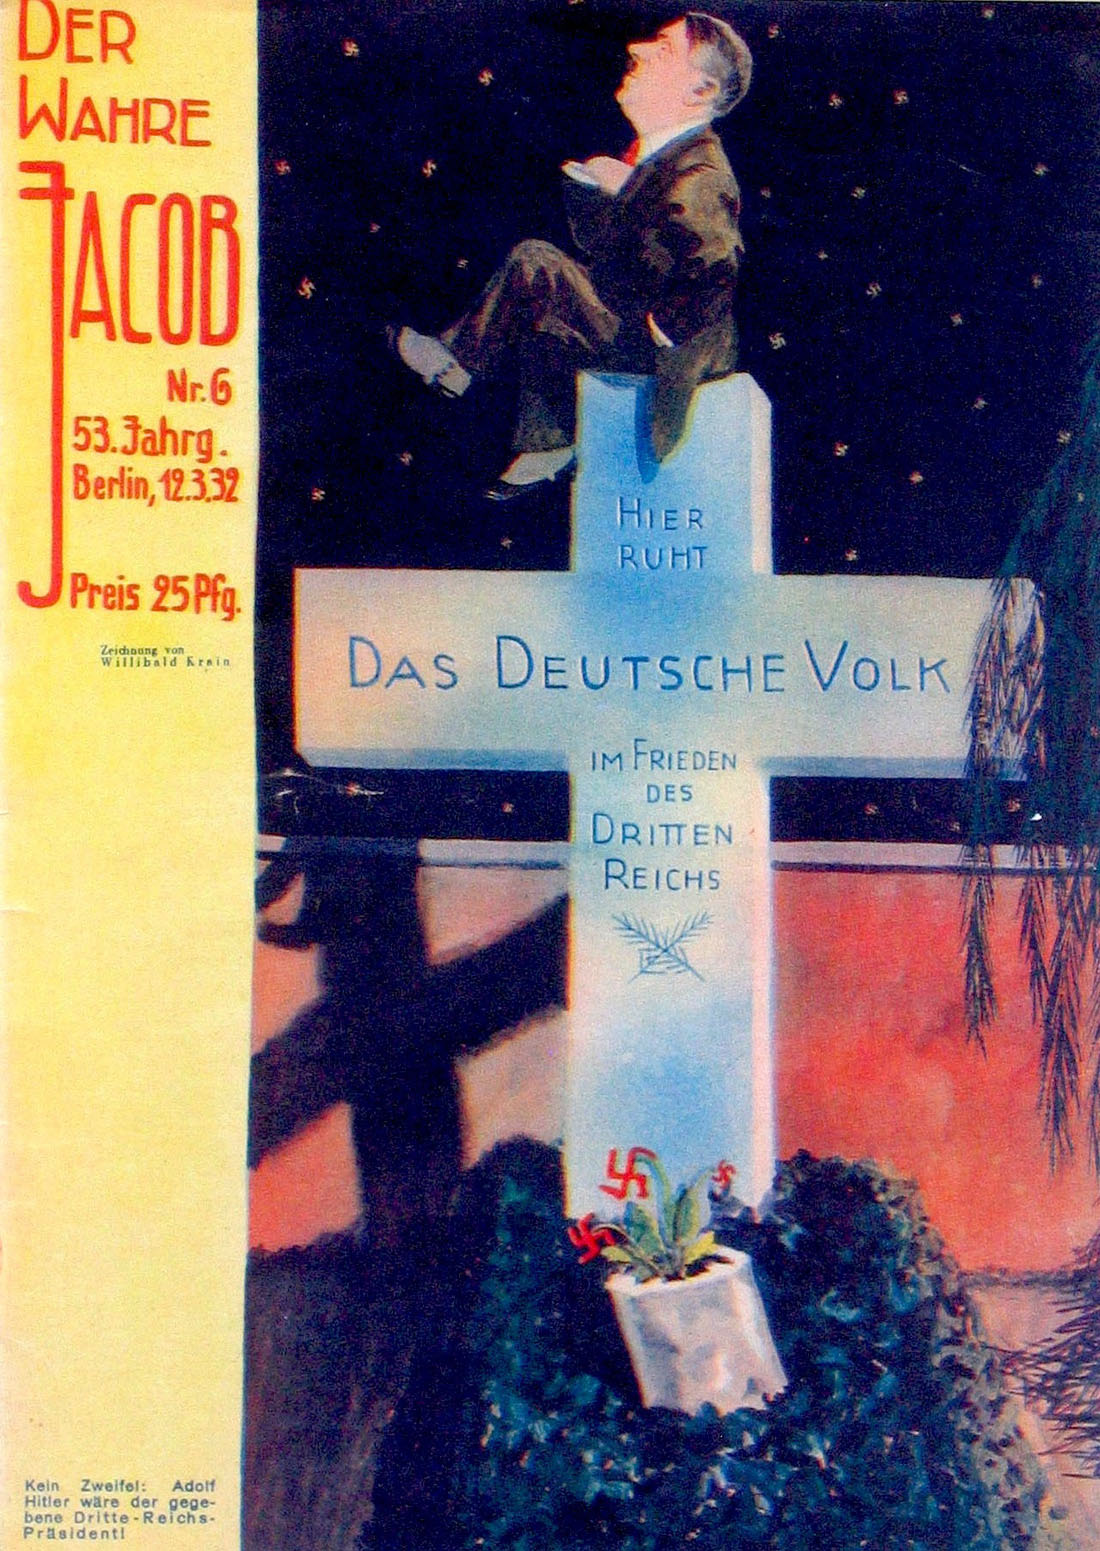 DER
WAHRE
JACOB
Nr. 6
53. Jahrg.
Berlin, 12.3.32
Preis 25 Pfg.
Zeichnung von
Willibald Krain
HIER
RUHT
DAS DEUTSCHE VOLK
IM FRIEDEN
DES
DRITTEN
REICHS
Kein Zweifel: Adolf
Hitler wäre der gege-
bene Dritte-Reichs-
Präsident!